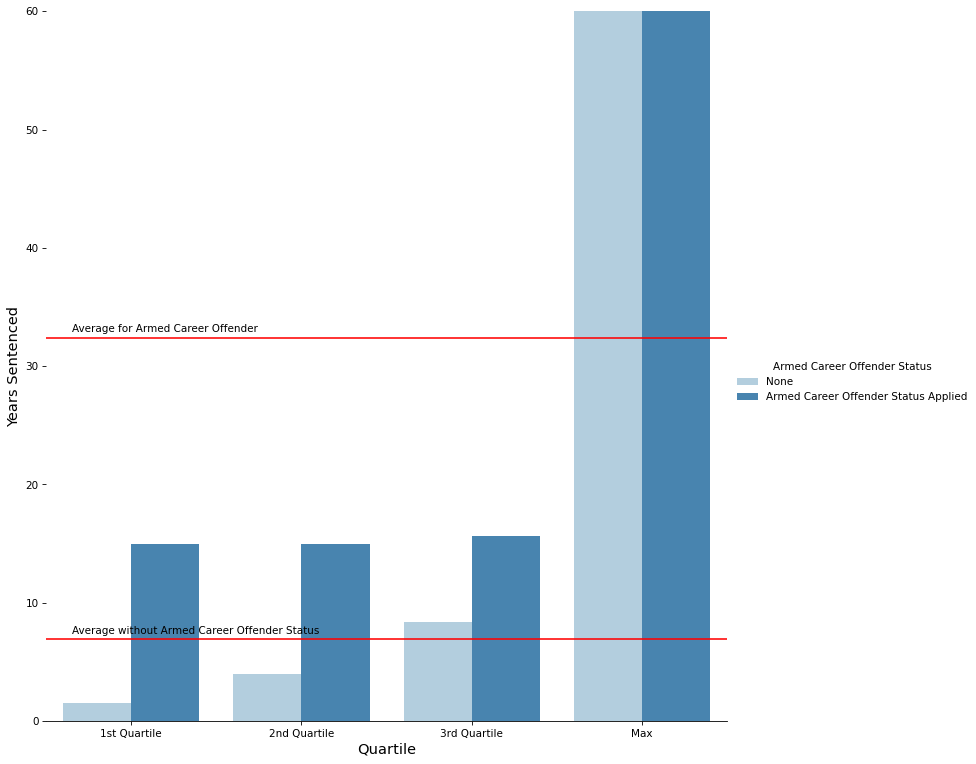 60
50
40
30
20
10
0
Years Sentenced
Average for Armed Career Offender
Average without Armed Career Offender Status
1st Quartile
2nd Quartile
3rd Quartile
Max
Quartile
Armed Career Offender Status
None
Armed Career Offender Status Applied